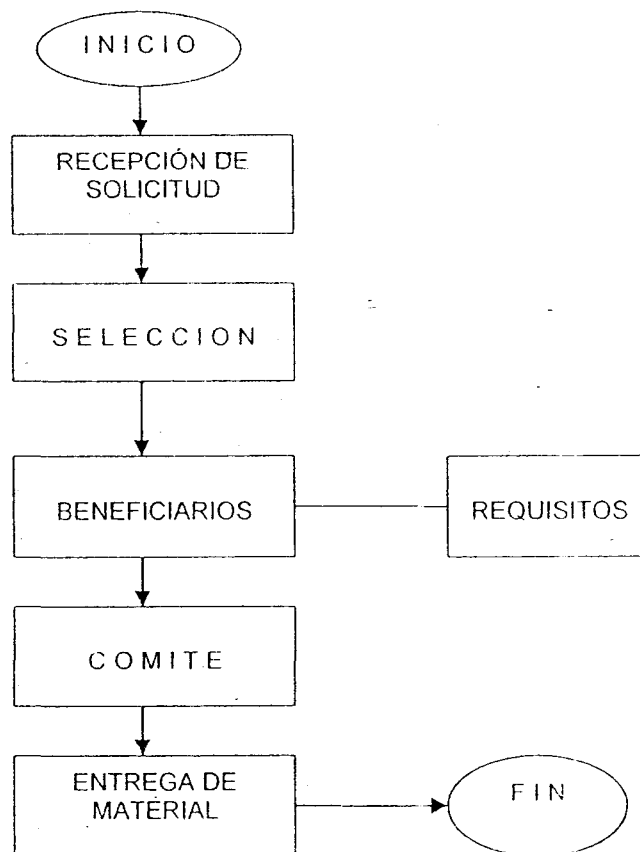 INICIO
RECEPCIÓN DE
SOLICITUD
SELECCION
BENEFICIARIOS
REQUISITOS
COMITE
ENTREGA DE
MATERIAL
FIN